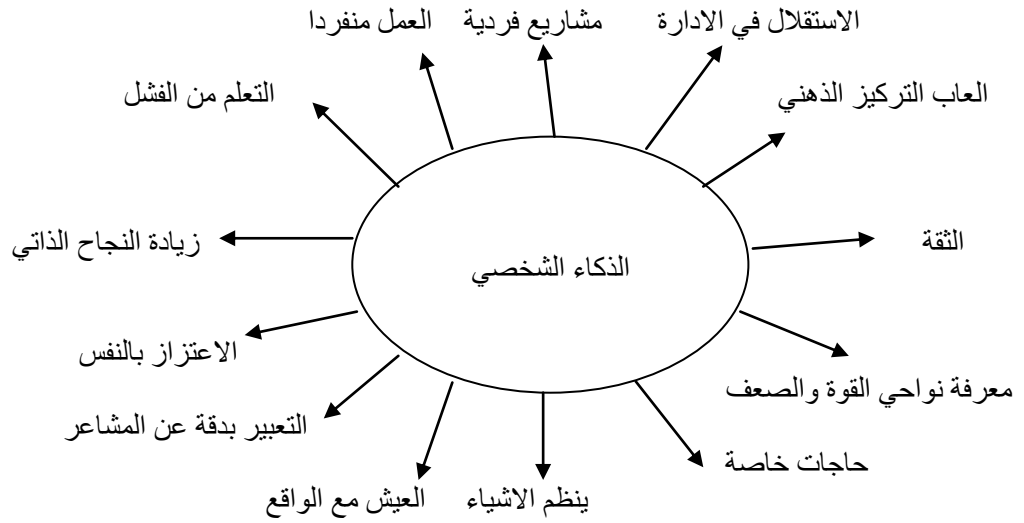 الاستقلال في الادارة
مشاريع فردية
العمل منفردا
العاب التركيز الذهني
التعلم من الفشل
الثقة
زيادة النجاح الذاتي
الذكاء الشخصي
الاعتزاز بالنفس
معرفة نواحي القوة والصعف
التعبير بدقة عن المشاعر
حاجات خاصة
ينظم الاشياء
العيش مع الواقع